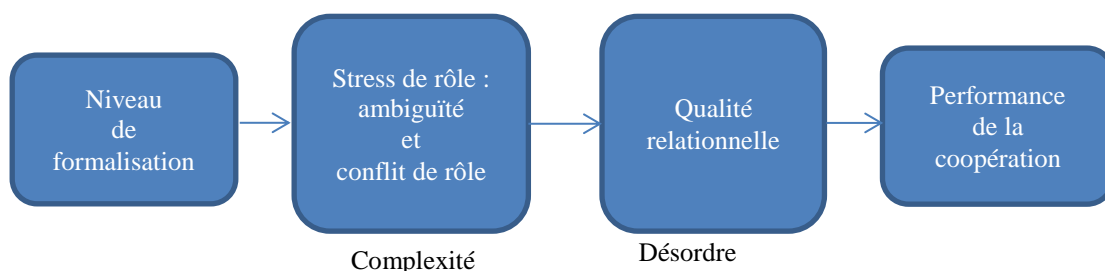 Niveau
de
formalisation
Stress de rôle :
ambiguïté
et
conflit de rôle
Qualité
relationnelle
Performance
de la
coopération
Complexité
Désordre